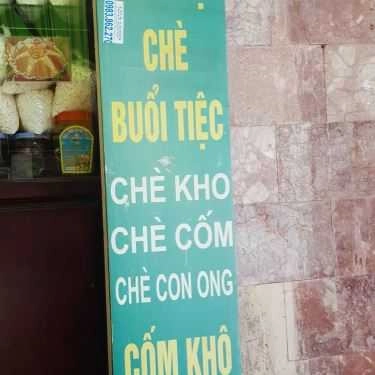 CHÈ
BUỔI TIỆC
CHÈ KHO
CHÈ CỐM
CHÈ CON ONG
CỐM KHÔ